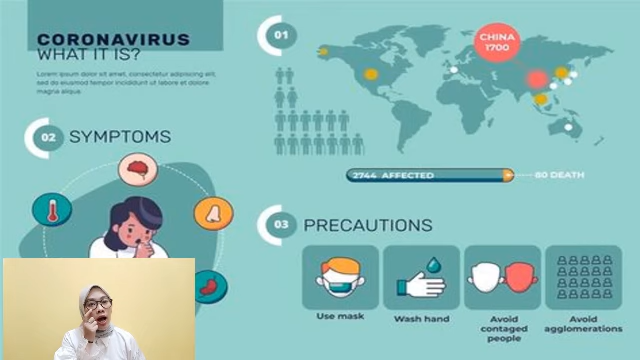 CORONAVIRUS
WHAT IT IS?
Lorem ipsum dolor sit amet, consectetur adipiscing elit,
sed do eiusmod tempor incididunt ut labore et dolore
magna aliqua
01
CHINA
1700
2744 AFFECTED
80 DEATH
02 SYMPTOMS
03 PRECAUTIONS
Use mask
Wash hand
Avoid
contaged
people
Avoid
agglomerations